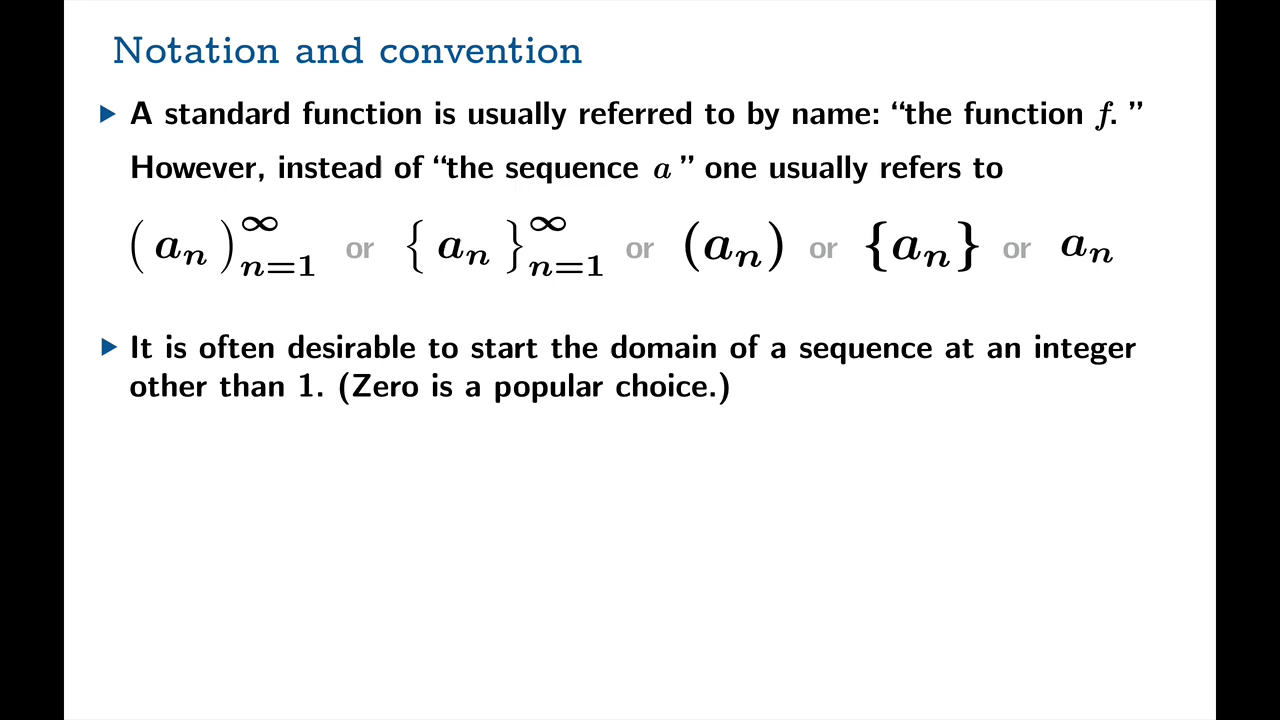 Notation and convention
▶ A standard function is usually referred to by name: “the function f. ”
However, instead of “the sequence a ” one usually refers to
( aₙ )^∞_{n=1} or { aₙ }^∞_{n=1} or (aₙ) or {aₙ} or aₙ
▶ It is often desirable to start the domain of a sequence at an integer
other than 1. (Zero is a popular choice.)